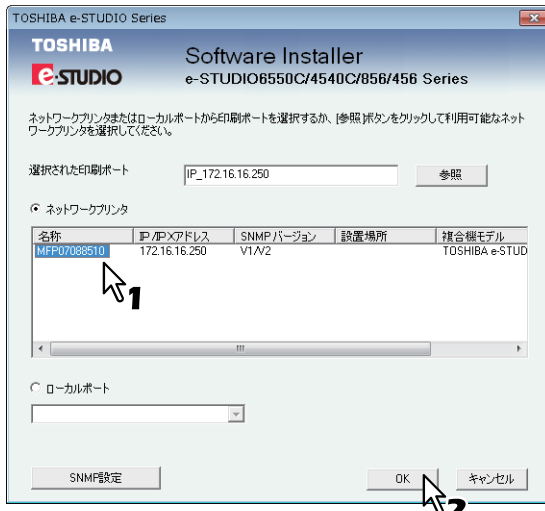 TOSHIBA e-STUDIO Series
TOSHIBA
e-STUDIO
Software Installer
e-STUDIO6550C/4540C/856/456 Series
ネットワークプリンタまたはローカルポートから印刷ポートを選択するか、[参照]ボタンをクリックして利用可能なネット
ワークプリンタを選択してください。
選択された印刷ポート
IP_172.16.16.250
参照
ネットワークプリンタ
名称 IP/IPXアドレス SNMPバージョン 設置場所 複合機モデル
MFP07088510 172.16.16.250 V1/V2 TOSHIBA e-STUD
1
ローカルポート
SNMP設定 OK キャンセル
2